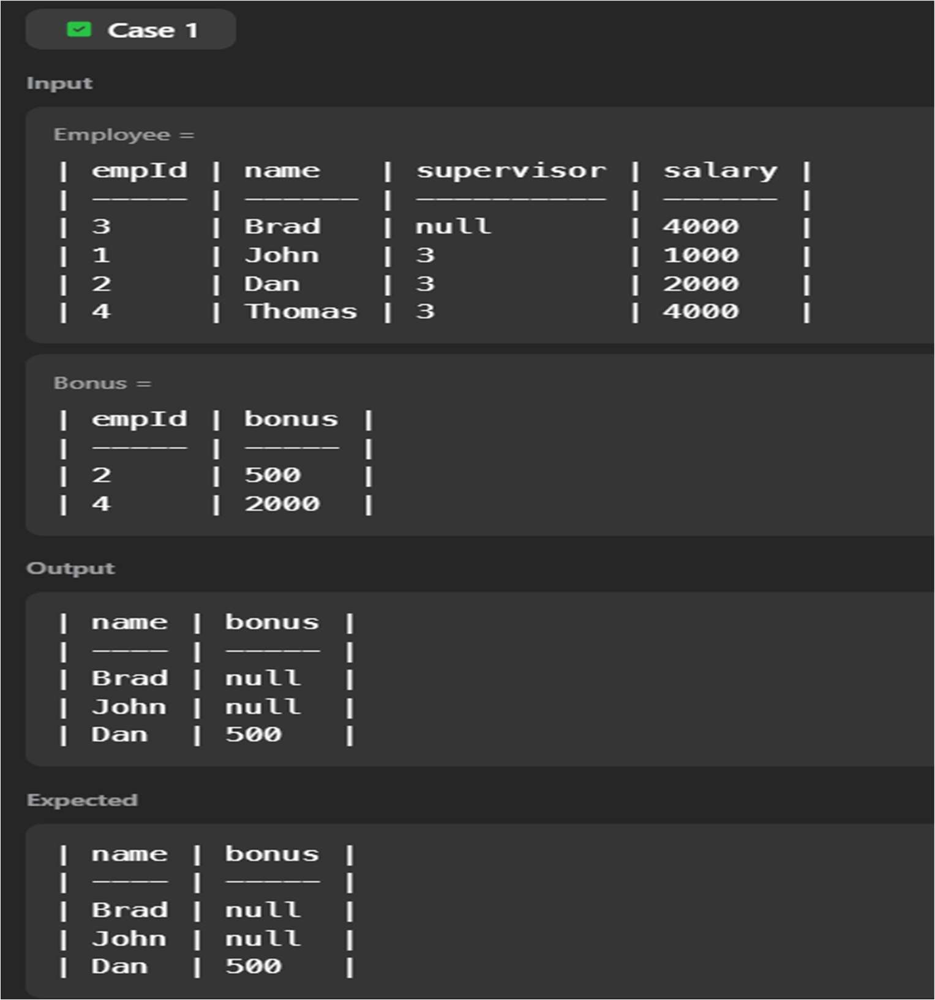 Case 1
Input
Employee =
| empId | name | supervisor | salary |
| ----- | ------ | ---------- | ------ |
| 3 | Brad | null | 4000 |
| 1 | John | 3 | 1000 |
| 2 | Dan | 3 | 2000 |
| 4 | Thomas | 3 | 4000 |
Bonus =
| empId | bonus |
| ----- | ----- |
| 2 | 500 |
| 4 | 2000 |
Output
| name | bonus |
| ---- | ----- |
| Brad | null |
| John | null |
| Dan | 500 |
Expected
| name | bonus |
| ---- | ----- |
| Brad | null |
| John | null |
| Dan | 500 |